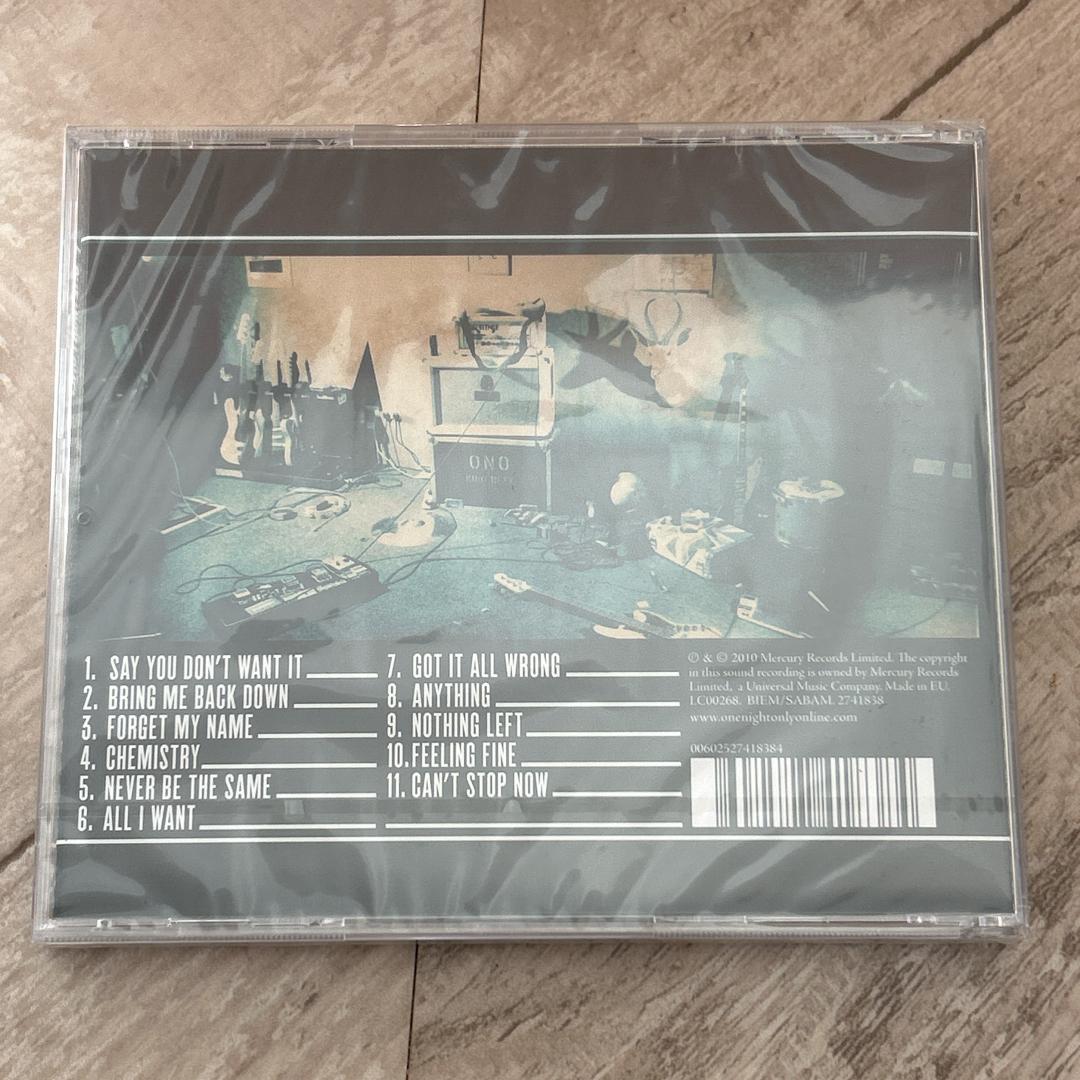 ONO
1. SAY YOU DON'T WANT IT
2. BRING ME BACK DOWN
3. FORGET MY NAME
4. CHEMISTRY
5. NEVER BE THE SAME
6. ALL I WANT
7. GOT IT ALL WRONG
8. ANYTHING
9. NOTHING LEFT
10. FEELING FINE
11. CAN'T STOP NOW
℗ & © 2010 Mercury Records Limited. The copyright
in this sound recording is owned by Mercury Records
Limited, a Universal Music Company. Made in EU.
LC00268. BIEM/SABAM. 2741838
www.onenightonlyonline.com
00602527418384